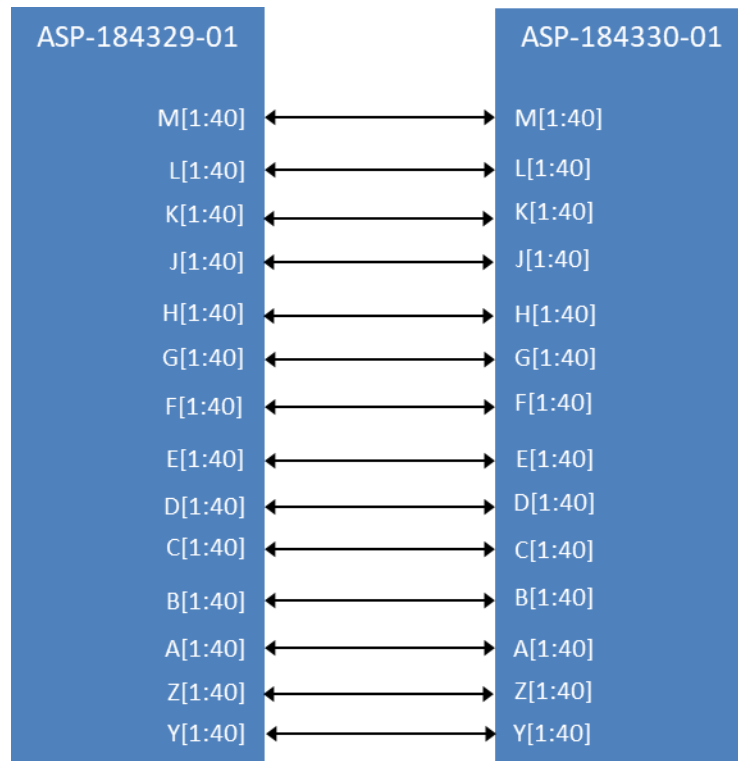 ASP-184329-01 ASP-184330-01
M[1:40] M[1:40]
L[1:40] L[1:40]
K[1:40] K[1:40]
J[1:40] J[1:40]
H[1:40] H[1:40]
G[1:40] G[1:40]
F[1:40] F[1:40]
E[1:40] E[1:40]
D[1:40] D[1:40]
C[1:40] C[1:40]
B[1:40] B[1:40]
A[1:40] A[1:40]
Z[1:40] Z[1:40]
Y[1:40] Y[1:40]